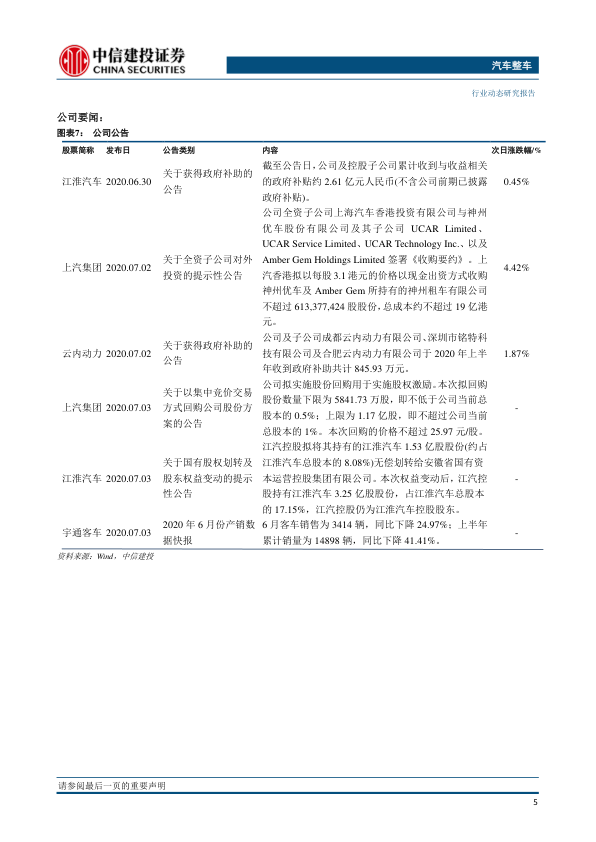 中信建投证券
CHINA SECURITIES
汽车整车
行业动态研究报告
公司要闻：
图表7： 公司公告
股票简称 发布日 公告类别 内容 次日涨跌幅/%
江淮汽车 2020.06.30
关于获得政府补助的
公告
截至公告日，公司及控股子公司累计收到与收益相关
的政府补贴约 2.61 亿元人民币(不含公司前期已披露
政府补贴)。
0.45%
上汽集团 2020.07.02
关于全资子公司对外
投资的提示性公告
公司全资子公司上海汽车香港投资有限公司与神州
优车股份有限公司及其子公司 UCAR Limited、
UCAR Service Limited、UCAR Technology Inc.、以及
Amber Gem Holdings Limited 签署《收购要约》。上
汽香港拟以每股 3.1 港元的价格以现金出资方式收购
神州优车及 Amber Gem 所持有的神州租车有限公司
不超过 613,377,424 股股份，总成本约不超过 19 亿港
元。
4.42%
云内动力 2020.07.02
关于获得政府补助的
公告
公司及子公司成都云内动力有限公司、深圳市铭特科
技有限公司及合肥云内动力有限公司于 2020 年上半
年收到政府补助共计 845.93 万元。
1.87%
上汽集团 2020.07.03
关于以集中竞价交易
方式回购公司股份方
案的公告
公司拟实施股份回购用于实施股权激励。本次拟回购
股份数量下限为 5841.73 万股，即不低于公司当前总
股本的 0.5%；上限为 1.17 亿股，即不超过公司当前
总股本的 1%。本次回购的价格不超过 25.97 元/股。
-
江淮汽车 2020.07.03
关于国有股权划转及
股东权益变动的提示
性公告
江汽控股拟将其持有的江淮汽车 1.53 亿股股份(约占
江淮汽车总股本的 8.08%)无偿划转给安徽省国有资
本运营控股集团有限公司。本次权益变动后，江汽控
股持有江淮汽车 3.25 亿股股份，占江淮汽车总股本
的 17.15%，江汽控股仍为江淮汽车控股股东。
-
宇通客车 2020.07.03
2020 年 6 月份产销数
据快报
6 月客车销售为 3414 辆，同比下降 24.97%；上半年
累计销量为 14898 辆，同比下降 41.41%。
-
资料来源：Wind，中信建投
请参阅最后一页的重要声明
5